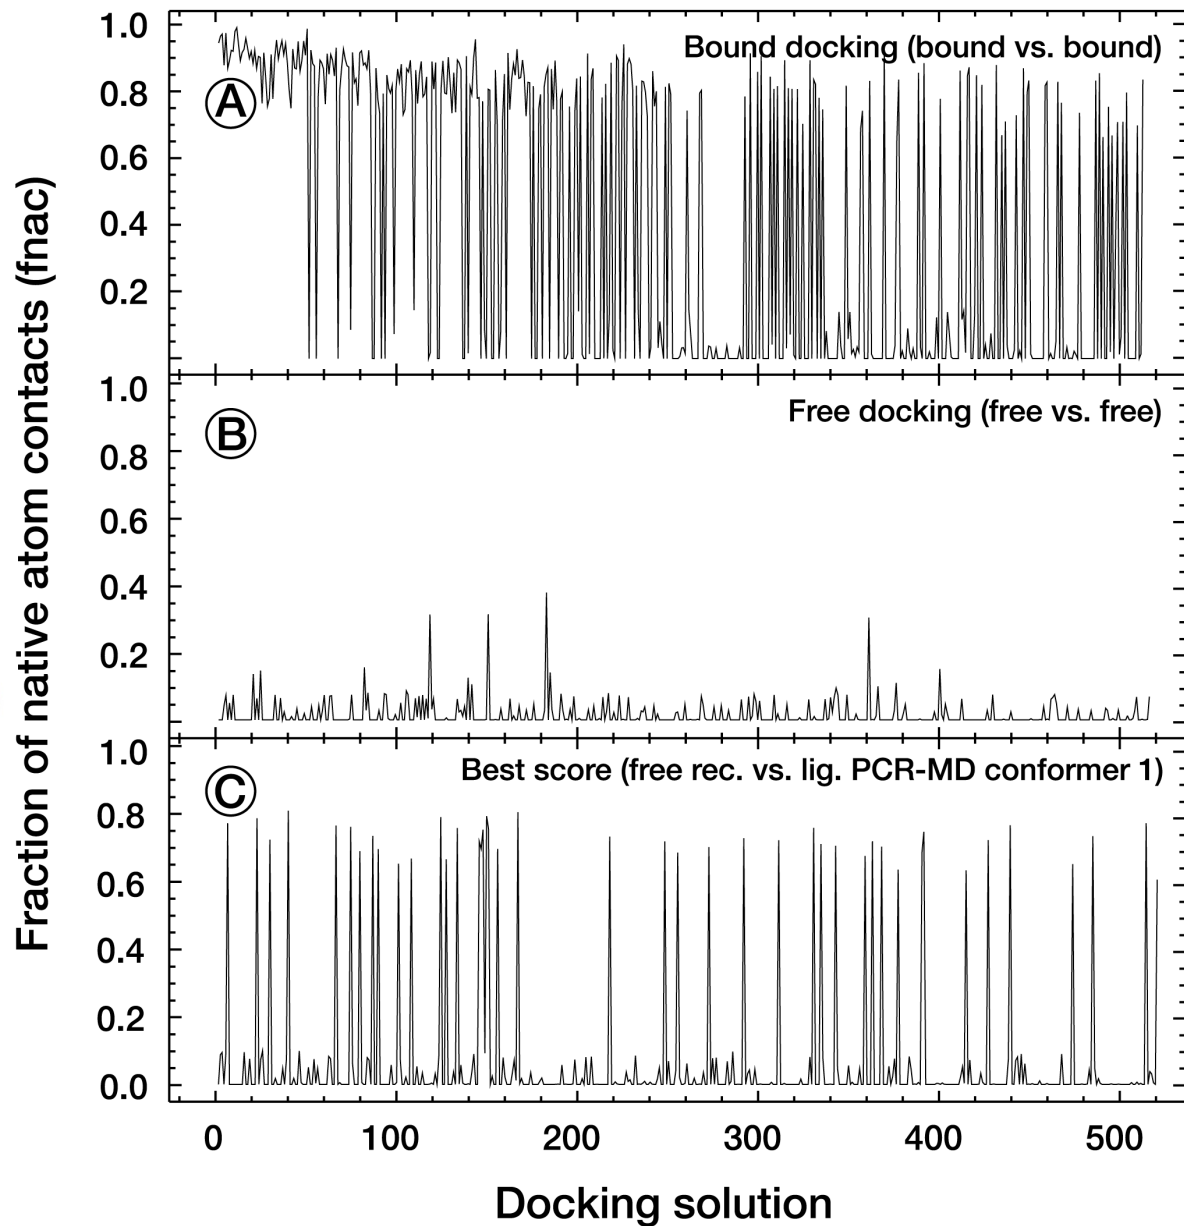 Fraction of native atom contacts (fnac)
1.0
0.8
0.6
0.4
0.2
A
Bound docking (bound vs. bound)
1.0
0.8
0.6
0.4
0.2
B
Free docking (free vs. free)
1.0
0.8
0.6
0.4
0.2
0.0
C
Best score (free rec. vs. lig. PCR-MD conformer 1)
0 100 200 300 400 500
Docking solution